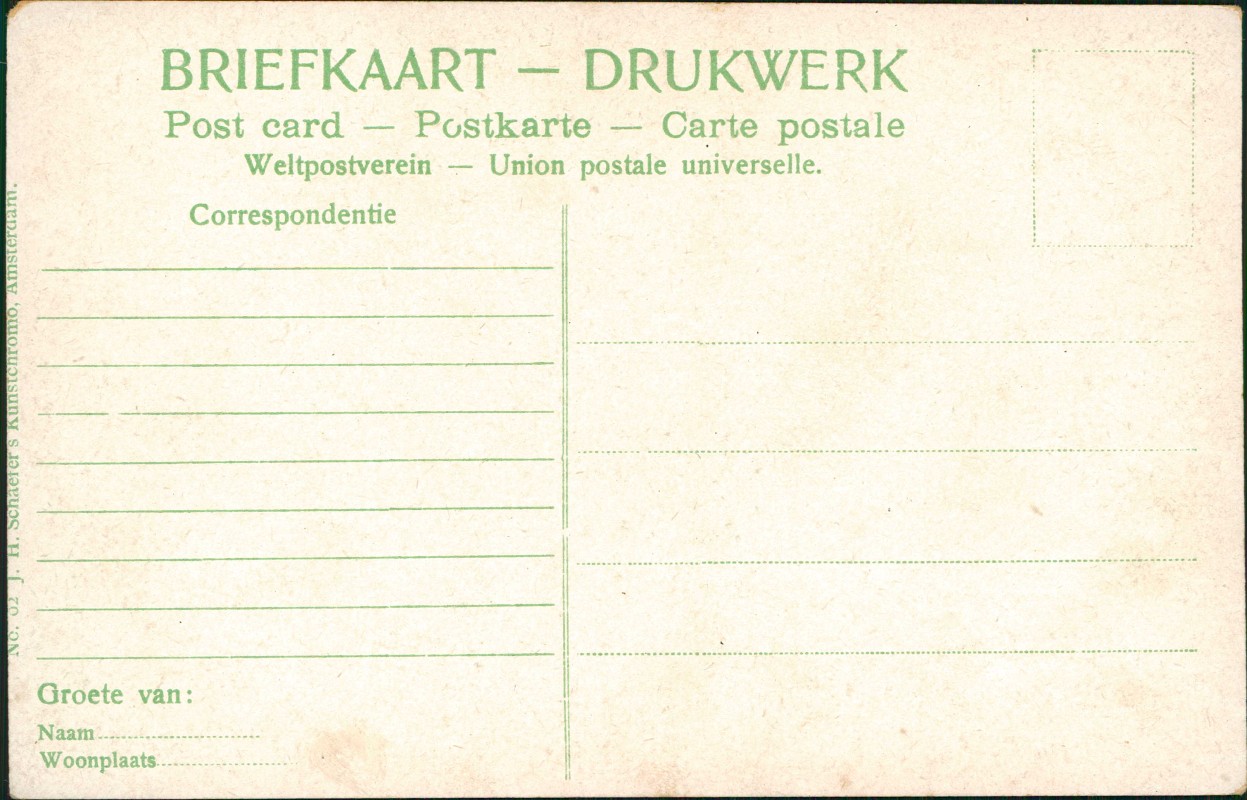 BRIEFKAART — DRUKWERK
Post card — Postkarte — Carte postale
Weltpostverein — Union postale universelle.
Correspondentie
Groete van:
Naam
Woonplaats
J. H. Schaefer's Kunstchromo, Amsterdam.